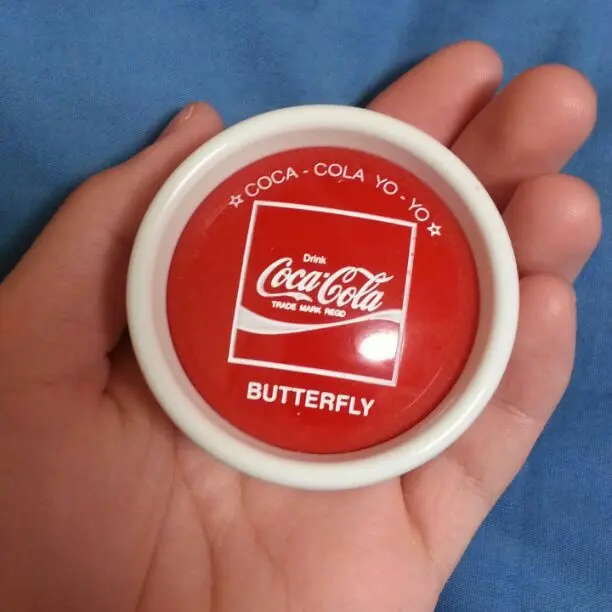 ☆ COCA - COLA YO - YO ☆
Drink
Coca-Cola
TRADE MARK REGD
BUTTERFLY